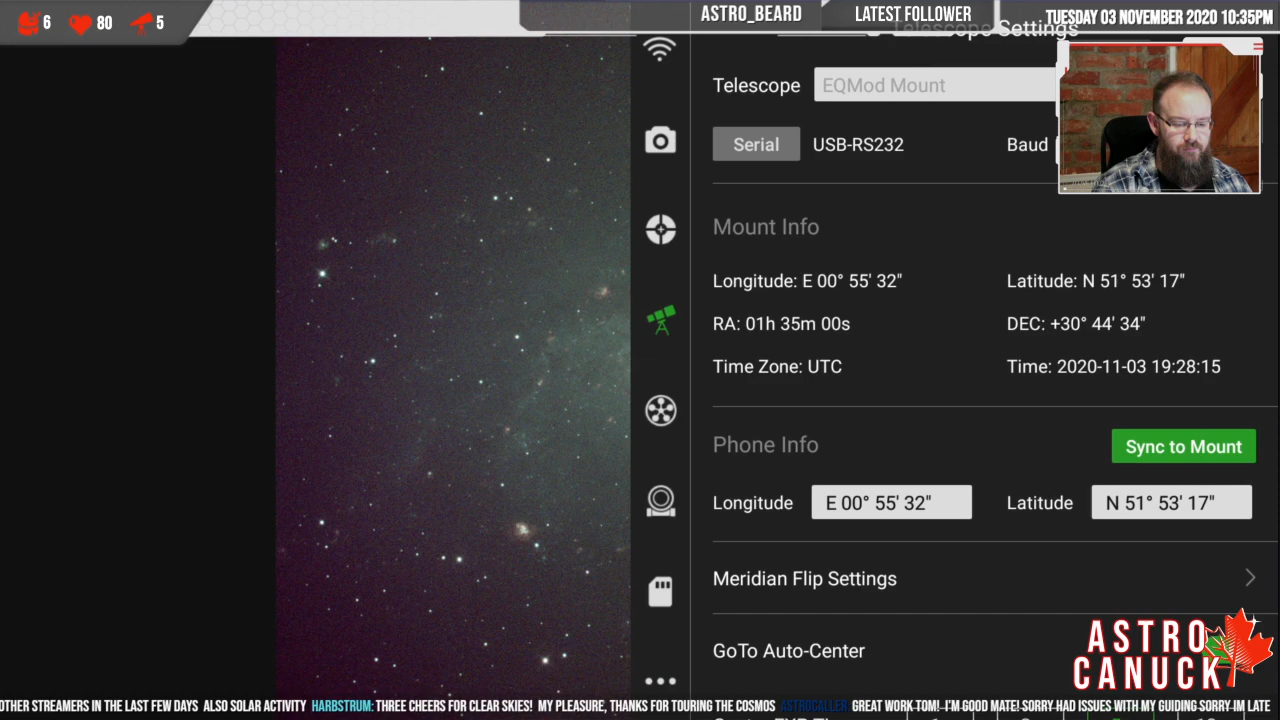 6 80 5
ASTRO_BEARD
LATEST FOLLOWER
TUESDAY 03 NOVEMBER 2020 10:35PM
Telescope Settings
Telescope EQMod Mount
Serial USB-RS232 Baud
Mount Info
Longitude: E 00° 55' 32" Latitude: N 51° 53' 17"
RA: 01h 35m 00s DEC: +30° 44' 34"
Time Zone: UTC Time: 2020-11-03 19:28:15
Phone Info Sync to Mount
Longitude E 00° 55' 32" Latitude N 51° 53' 17"
Meridian Flip Settings
GoTo Auto-Center
ASTRO
CANUCK
OTHER STREAMERS IN THE LAST FEW DAYS ALSO SOLAR ACTIVITY HARBSTRUM: THREE CHEERS FOR CLEAR SKIES! MY PLEASURE, THANKS FOR TOURING THE COSMOS ASTROCALLER: GREAT WORK TOM! I'M GOOD MATE! SORRY HAD ISSUES WITH MY GUIDING SORRY IM LATE